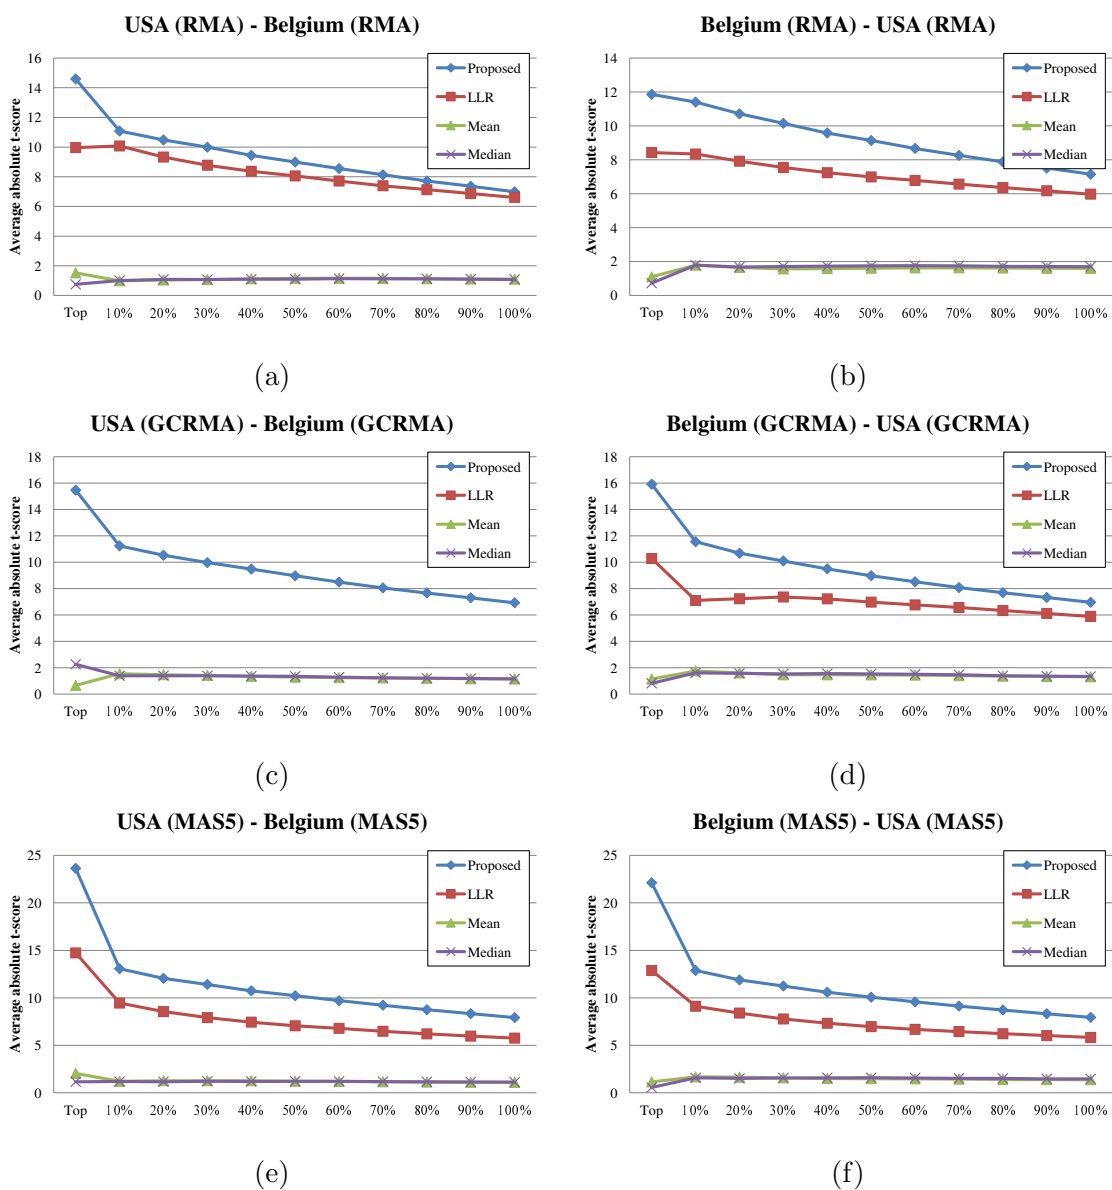 USA (RMA) - Belgium (RMA)
Average absolute t-score
16
14
12
10
8
6
4
2
0
Proposed
LLR
Mean
Median
Top 10% 20% 30% 40% 50% 60% 70% 80% 90% 100%
(a)
Belgium (RMA) - USA (RMA)
Average absolute t-score
14
12
10
8
6
4
2
0
Proposed
LLR
Mean
Median
Top 10% 20% 30% 40% 50% 60% 70% 80% 90% 100%
(b)
USA (GCRMA) - Belgium (GCRMA)
Average absolute t-score
18
16
14
12
10
8
6
4
2
0
Proposed
LLR
Mean
Median
Top 10% 20% 30% 40% 50% 60% 70% 80% 90% 100%
(c)
Belgium (GCRMA) - USA (GCRMA)
Average absolute t-score
18
16
14
12
10
8
6
4
2
0
Proposed
LLR
Mean
Median
Top 10% 20% 30% 40% 50% 60% 70% 80% 90% 100%
(d)
USA (MAS5) - Belgium (MAS5)
Average absolute t-score
25
20
15
10
5
0
Proposed
LLR
Mean
Median
Top 10% 20% 30% 40% 50% 60% 70% 80% 90% 100%
(e)
Belgium (MAS5) - USA (MAS5)
Average absolute t-score
25
20
15
10
5
0
Proposed
LLR
Mean
Median
Top 10% 20% 30% 40% 50% 60% 70% 80% 90% 100%
(f)